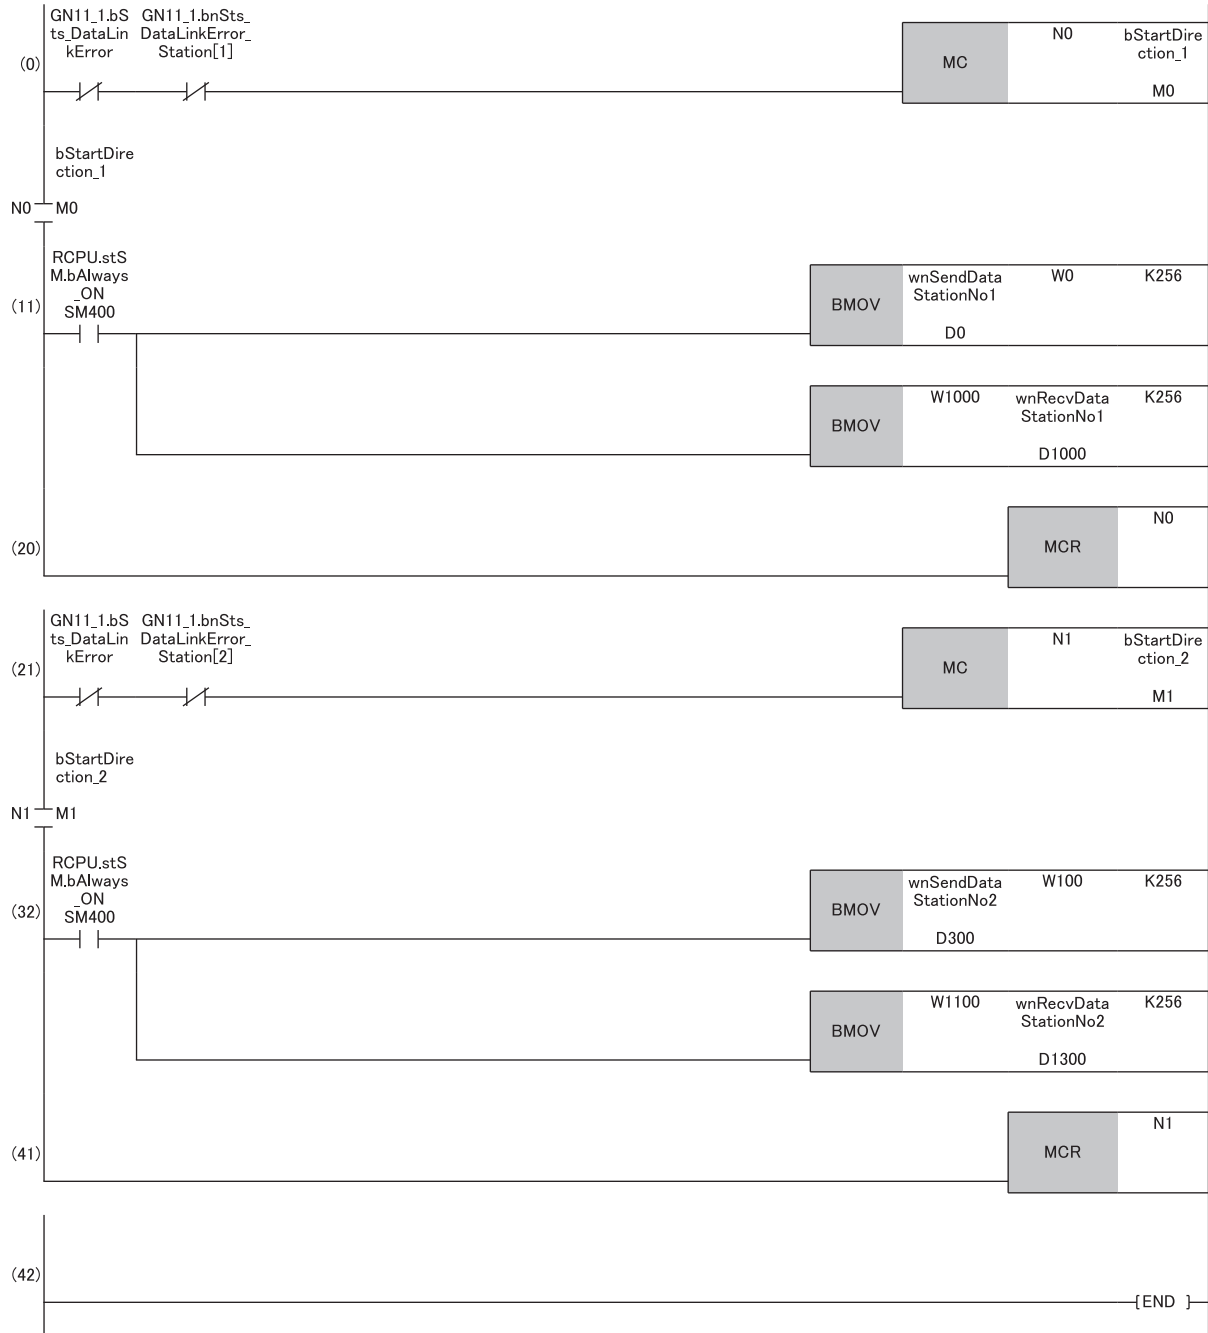 GN11_1.bS GN11_1.bnSts_
ts_DataLin DataLinkError_
kError Station[1]
(0)
MC N0 bStartDire
ction_1
M0
bStartDire
ction_1
N0 M0
RCPU.stS
M.bAlways
_ON
SM400
(11)
BMOV wnSendData W0 K256
StationNo1
D0
BMOV W1000 wnRecvData K256
StationNo1
D1000
(20)
MCR N0
GN11_1.bS GN11_1.bnSts_
ts_DataLin DataLinkError_
kError Station[2]
(21)
MC N1 bStartDire
ction_2
M1
bStartDire
ction_2
N1 M1
RCPU.stS
M.bAlways
_ON
SM400
(32)
BMOV wnSendData W100 K256
StationNo2
D300
BMOV W1100 wnRecvData K256
StationNo2
D1300
(41)
MCR N1
(42)
[END ]